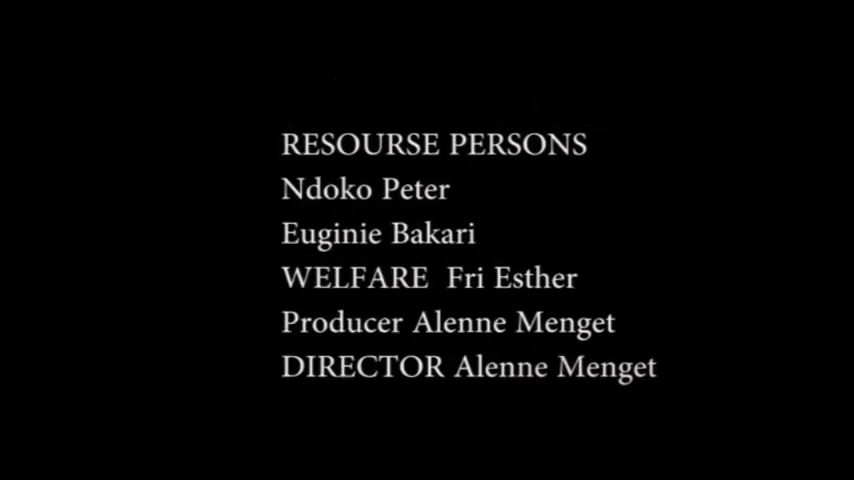 RESOURSE PERSONS
Ndoko Peter
Euginie Bakari
WELFARE  Fri Esther
Producer Alenne Menget
DIRECTOR Alenne Menget